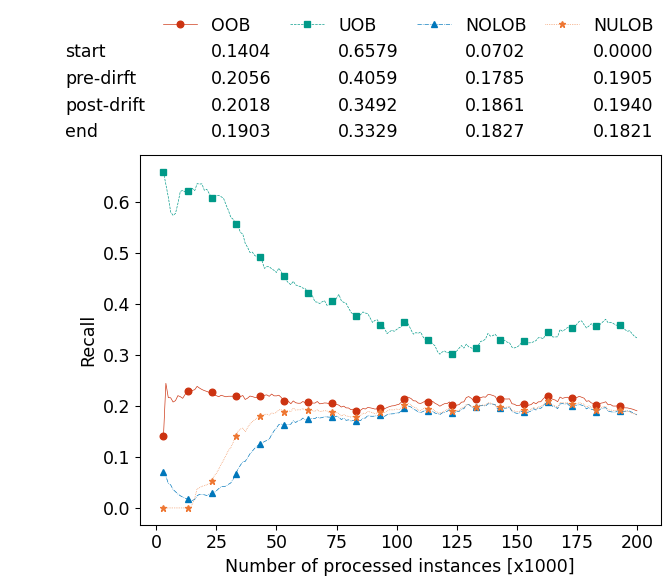 OOB UOB NOLOB NULOB
start 0.1404 0.6579 0.0702 0.0000
pre-dirft 0.2056 0.4059 0.1785 0.1905
post-drift 0.2018 0.3492 0.1861 0.1940
end 0.1903 0.3329 0.1827 0.1821
0.6
0.5
0.4
0.3
0.2
0.1
0.0
Recall
0 25 50 75 100 125 150 175 200
Number of processed instances [x1000]